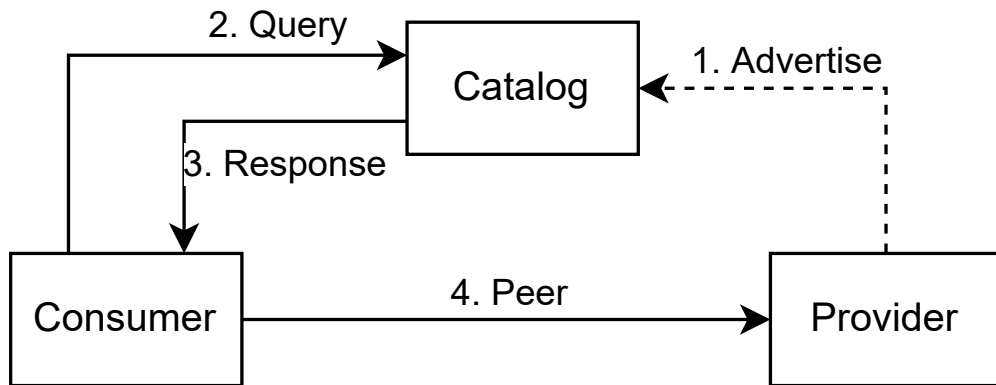 2. Query
1. Advertise
Catalog
3. Response
4. Peer
Consumer
Provider